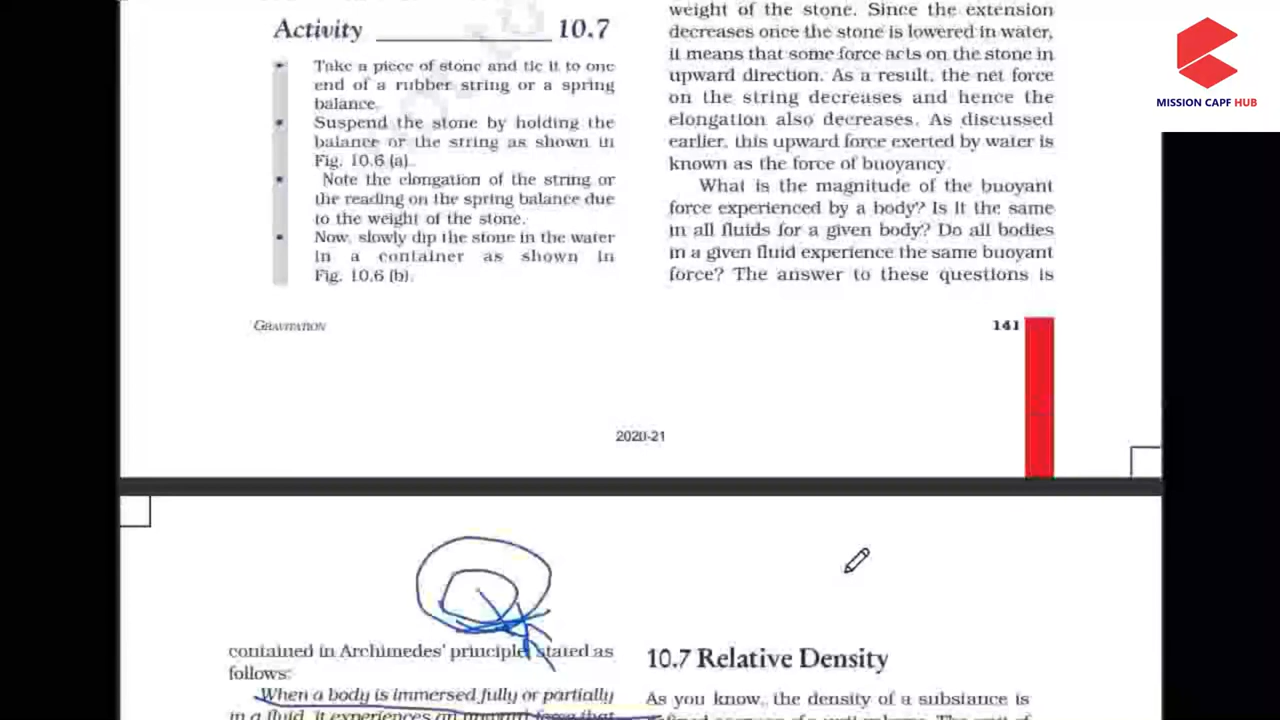 Activity 10.7
• Take a piece of stone and tie it to one
end of a rubber string or a spring
balance.
• Suspend the stone by holding the
balance or the string as shown in
Fig. 10.6 (a).
• Note the elongation of the string or
the reading on the spring balance due
to the weight of the stone.
• Now, slowly dip the stone in the water
in a container as shown in
Fig. 10.6 (b).
GRAVITATION
weight of the stone. Since the extension
decreases once the stone is lowered in water,
it means that some force acts on the stone in
upward direction. As a result, the net force
on the string decreases and hence the
elongation also decreases. As discussed
earlier, this upward force exerted by water is
known as the force of buoyancy.
What is the magnitude of the buoyant
force experienced by a body? Is it the same
in all fluids for a given body? Do all bodies
in a given fluid experience the same buoyant
force? The answer to these questions is
141
MISSION CAPF HUB
2020-21
contained in Archimedes' principle, stated as
follows:
When a body is immersed fully or partially
in a fluid, it experiences an upward force that
10.7 Relative Density
As you know, the density of a substance is